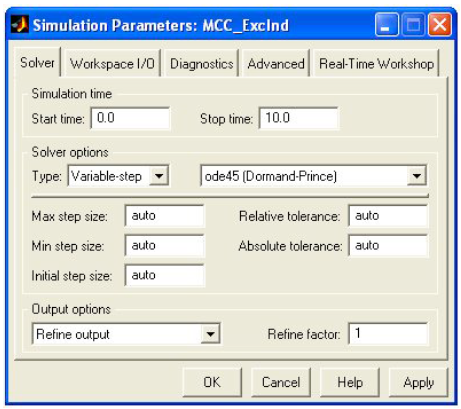 Simulation Parameters: MCC_ExcInd
Solver Workspace I/O Diagnostics Advanced Real-Time Workshop
Simulation time
Start time: 0.0 Stop time: 10.0
Solver options
Type: Variable-step ode45 (Dormand-Prince)
Max step size: auto Relative tolerance: auto
Min step size: auto Absolute tolerance: auto
Initial step size: auto
Output options
Refine output Refine factor: 1
OK Cancel Help Apply